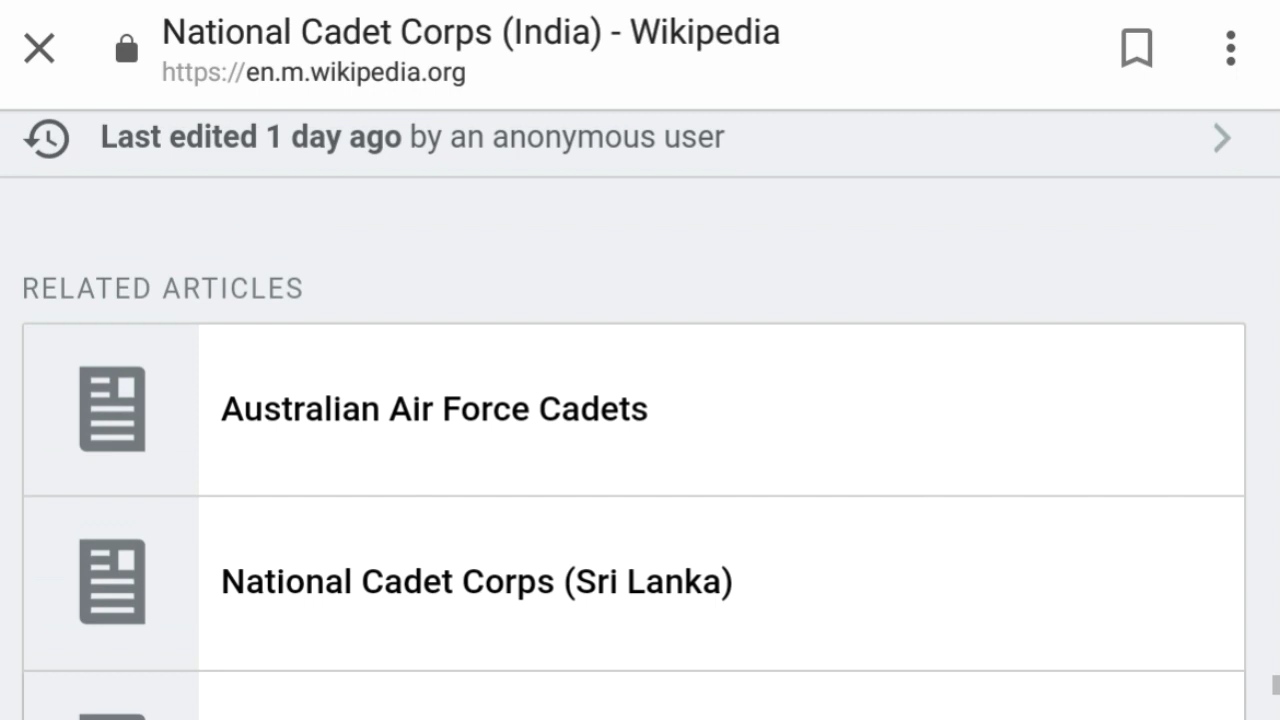 National Cadet Corps (India) - Wikipedia
https://en.m.wikipedia.org
Last edited 1 day ago by an anonymous user
RELATED ARTICLES
Australian Air Force Cadets
National Cadet Corps (Sri Lanka)